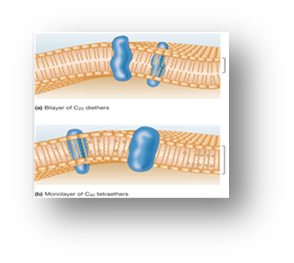 (a) Bilayer of C₂₀ diethers
(b) Monolayer of C₄₀ tetraethers